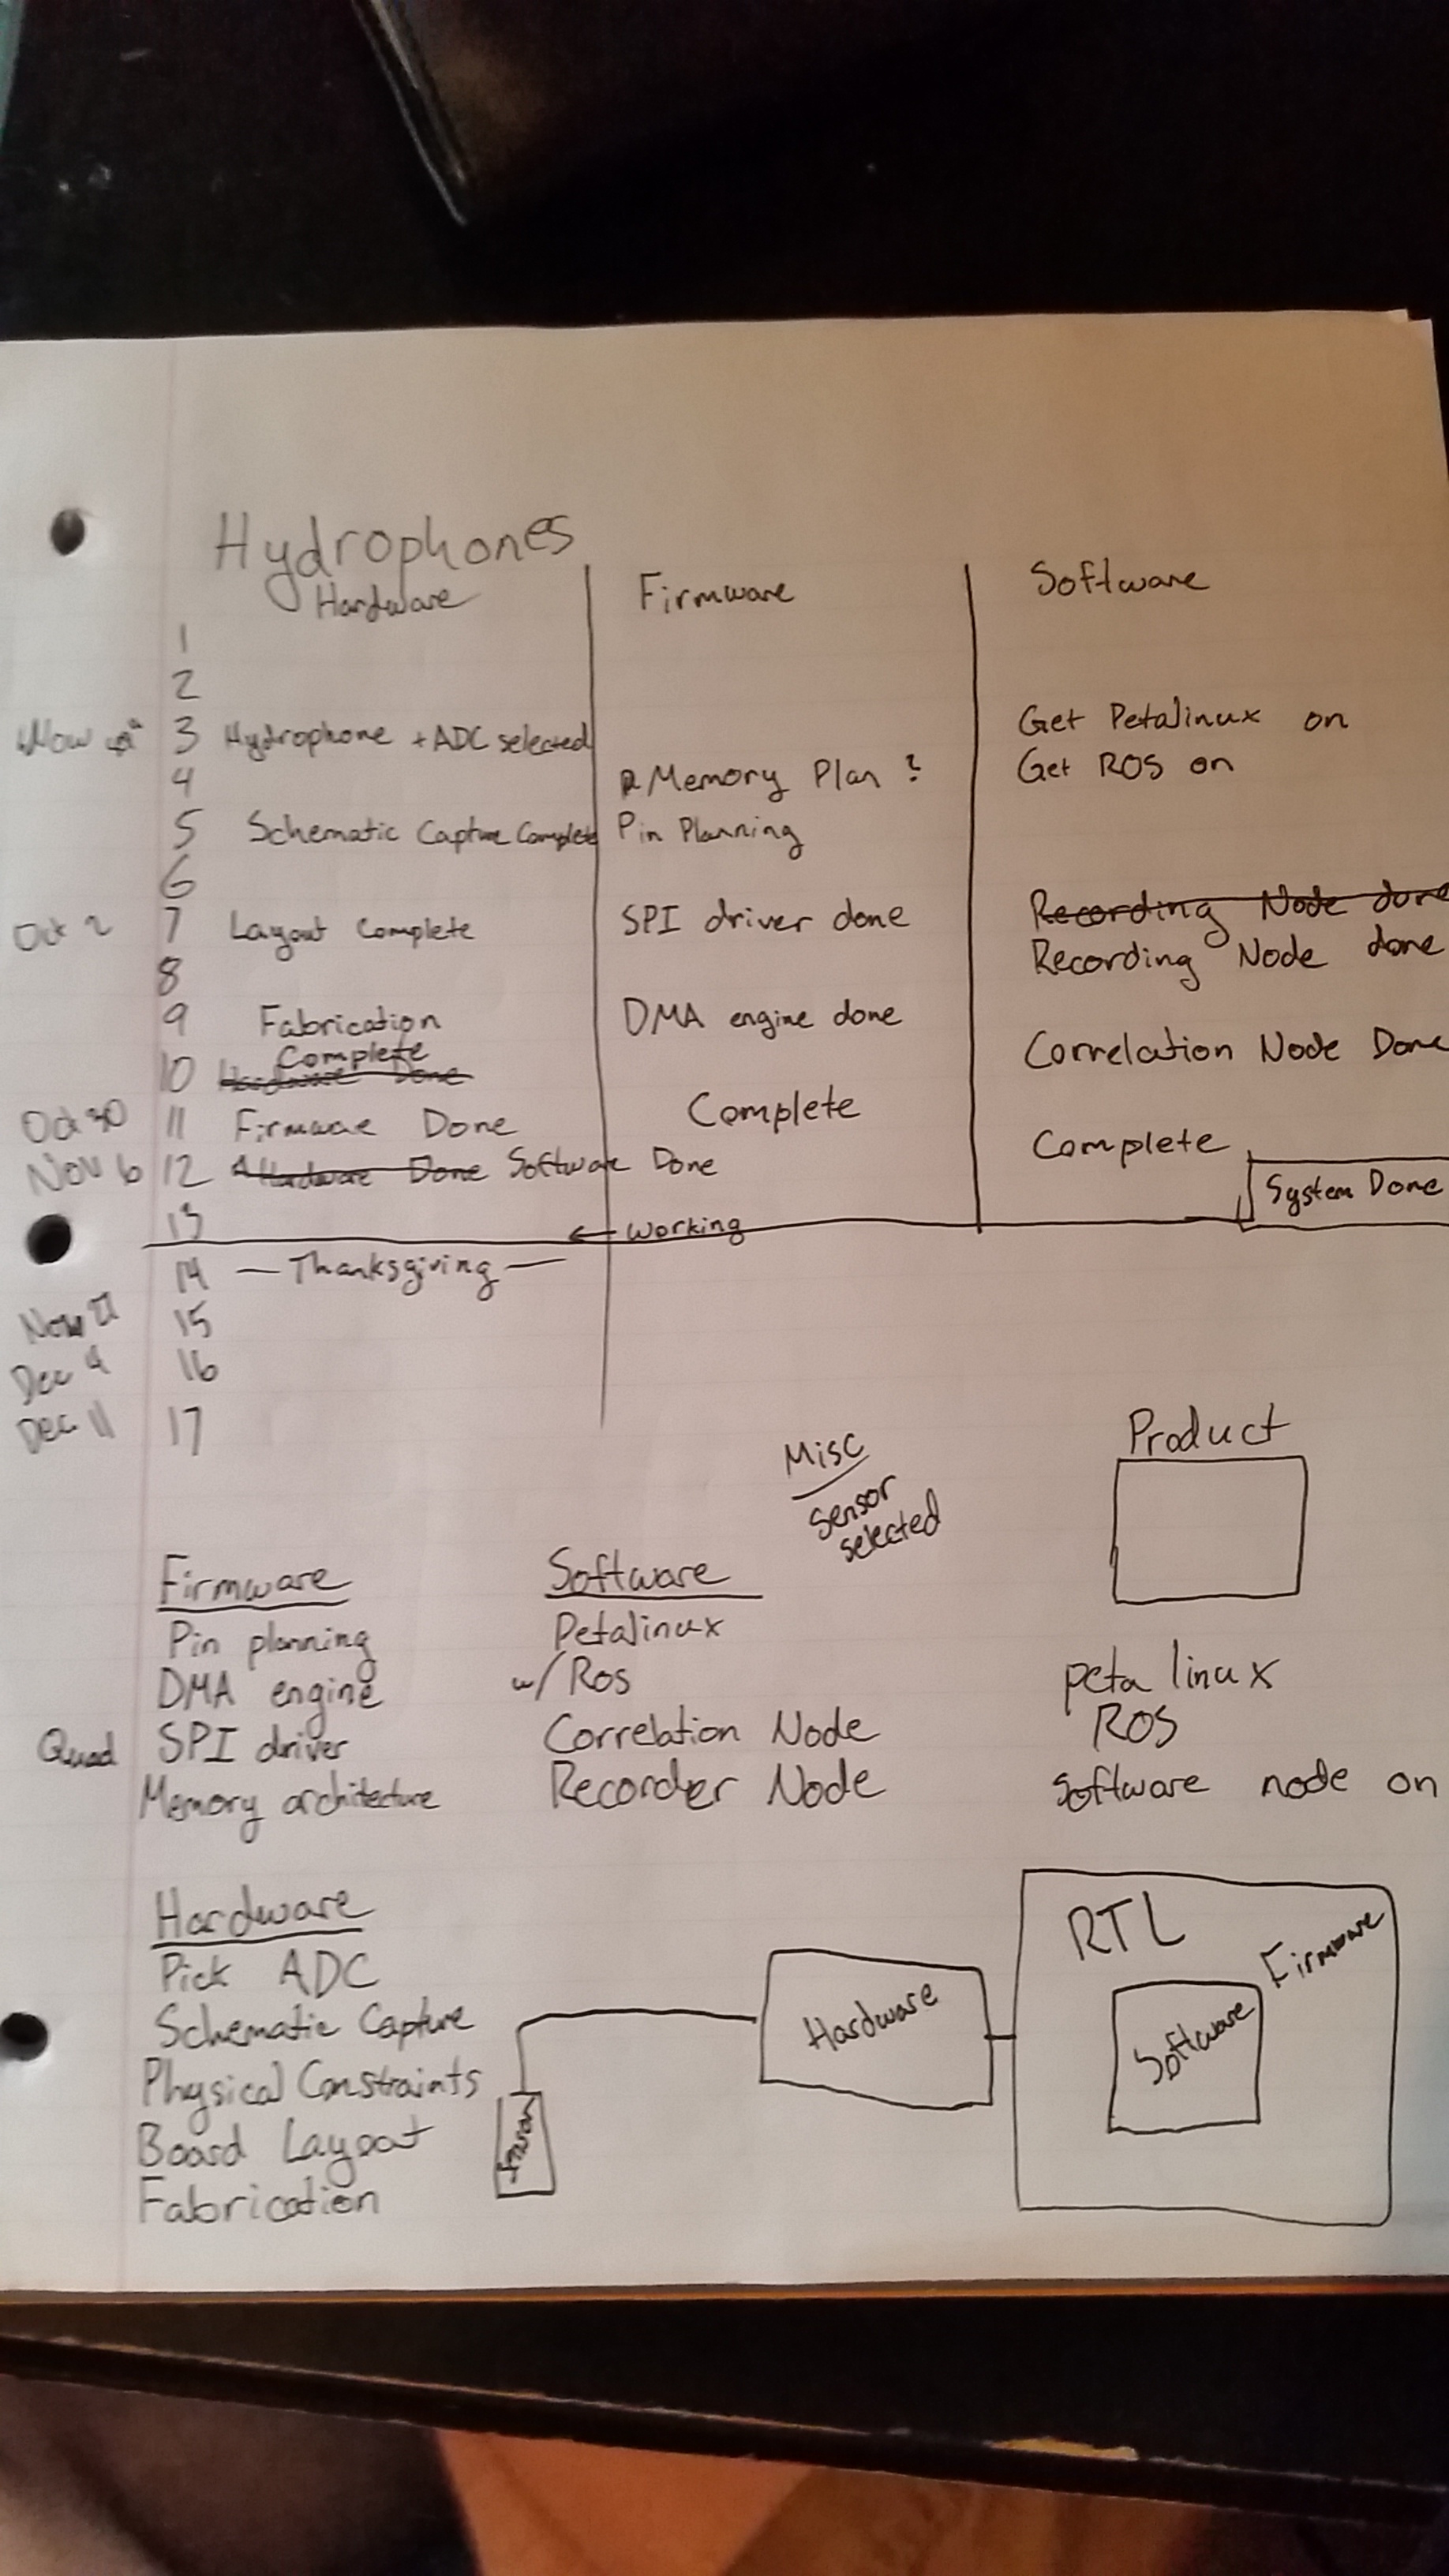 Hydrophones
Hardware Firmware Software
1
2
3 Hydrophone + ADC selected Get Petalinux on
4 Memory Plan ? Get ROS on
5 Schematic Capture Complete Pin Planning
6
Oct 2 7 Layout Complete SPI driver done Recording Node done
8 Recording Node done
9 Fabrication DMA engine done
Complete Correlation Node Done
10 Hardware Done
Oct 30 11 Firmware Done Complete
Nov 6 12 Hardware Done Software Done Complete
System Done
13 ← Working
14 — Thanksgiving —
Nov 15
Dec 4 16
Dec 11 17
Misc
Sensor
selected
Product
Firmware
Pin planning
DMA engine
Quad SPI driver
Memory architecture
Software
Petalinux
w/ Ros
Correlation Node
Recorder Node
peta linux
ROS
Software node on
Hardware
Pick ADC
Schematic Capture
Physical Constraints
Board Layout
Fabrication
Hardware
RTL
Firmware
Software